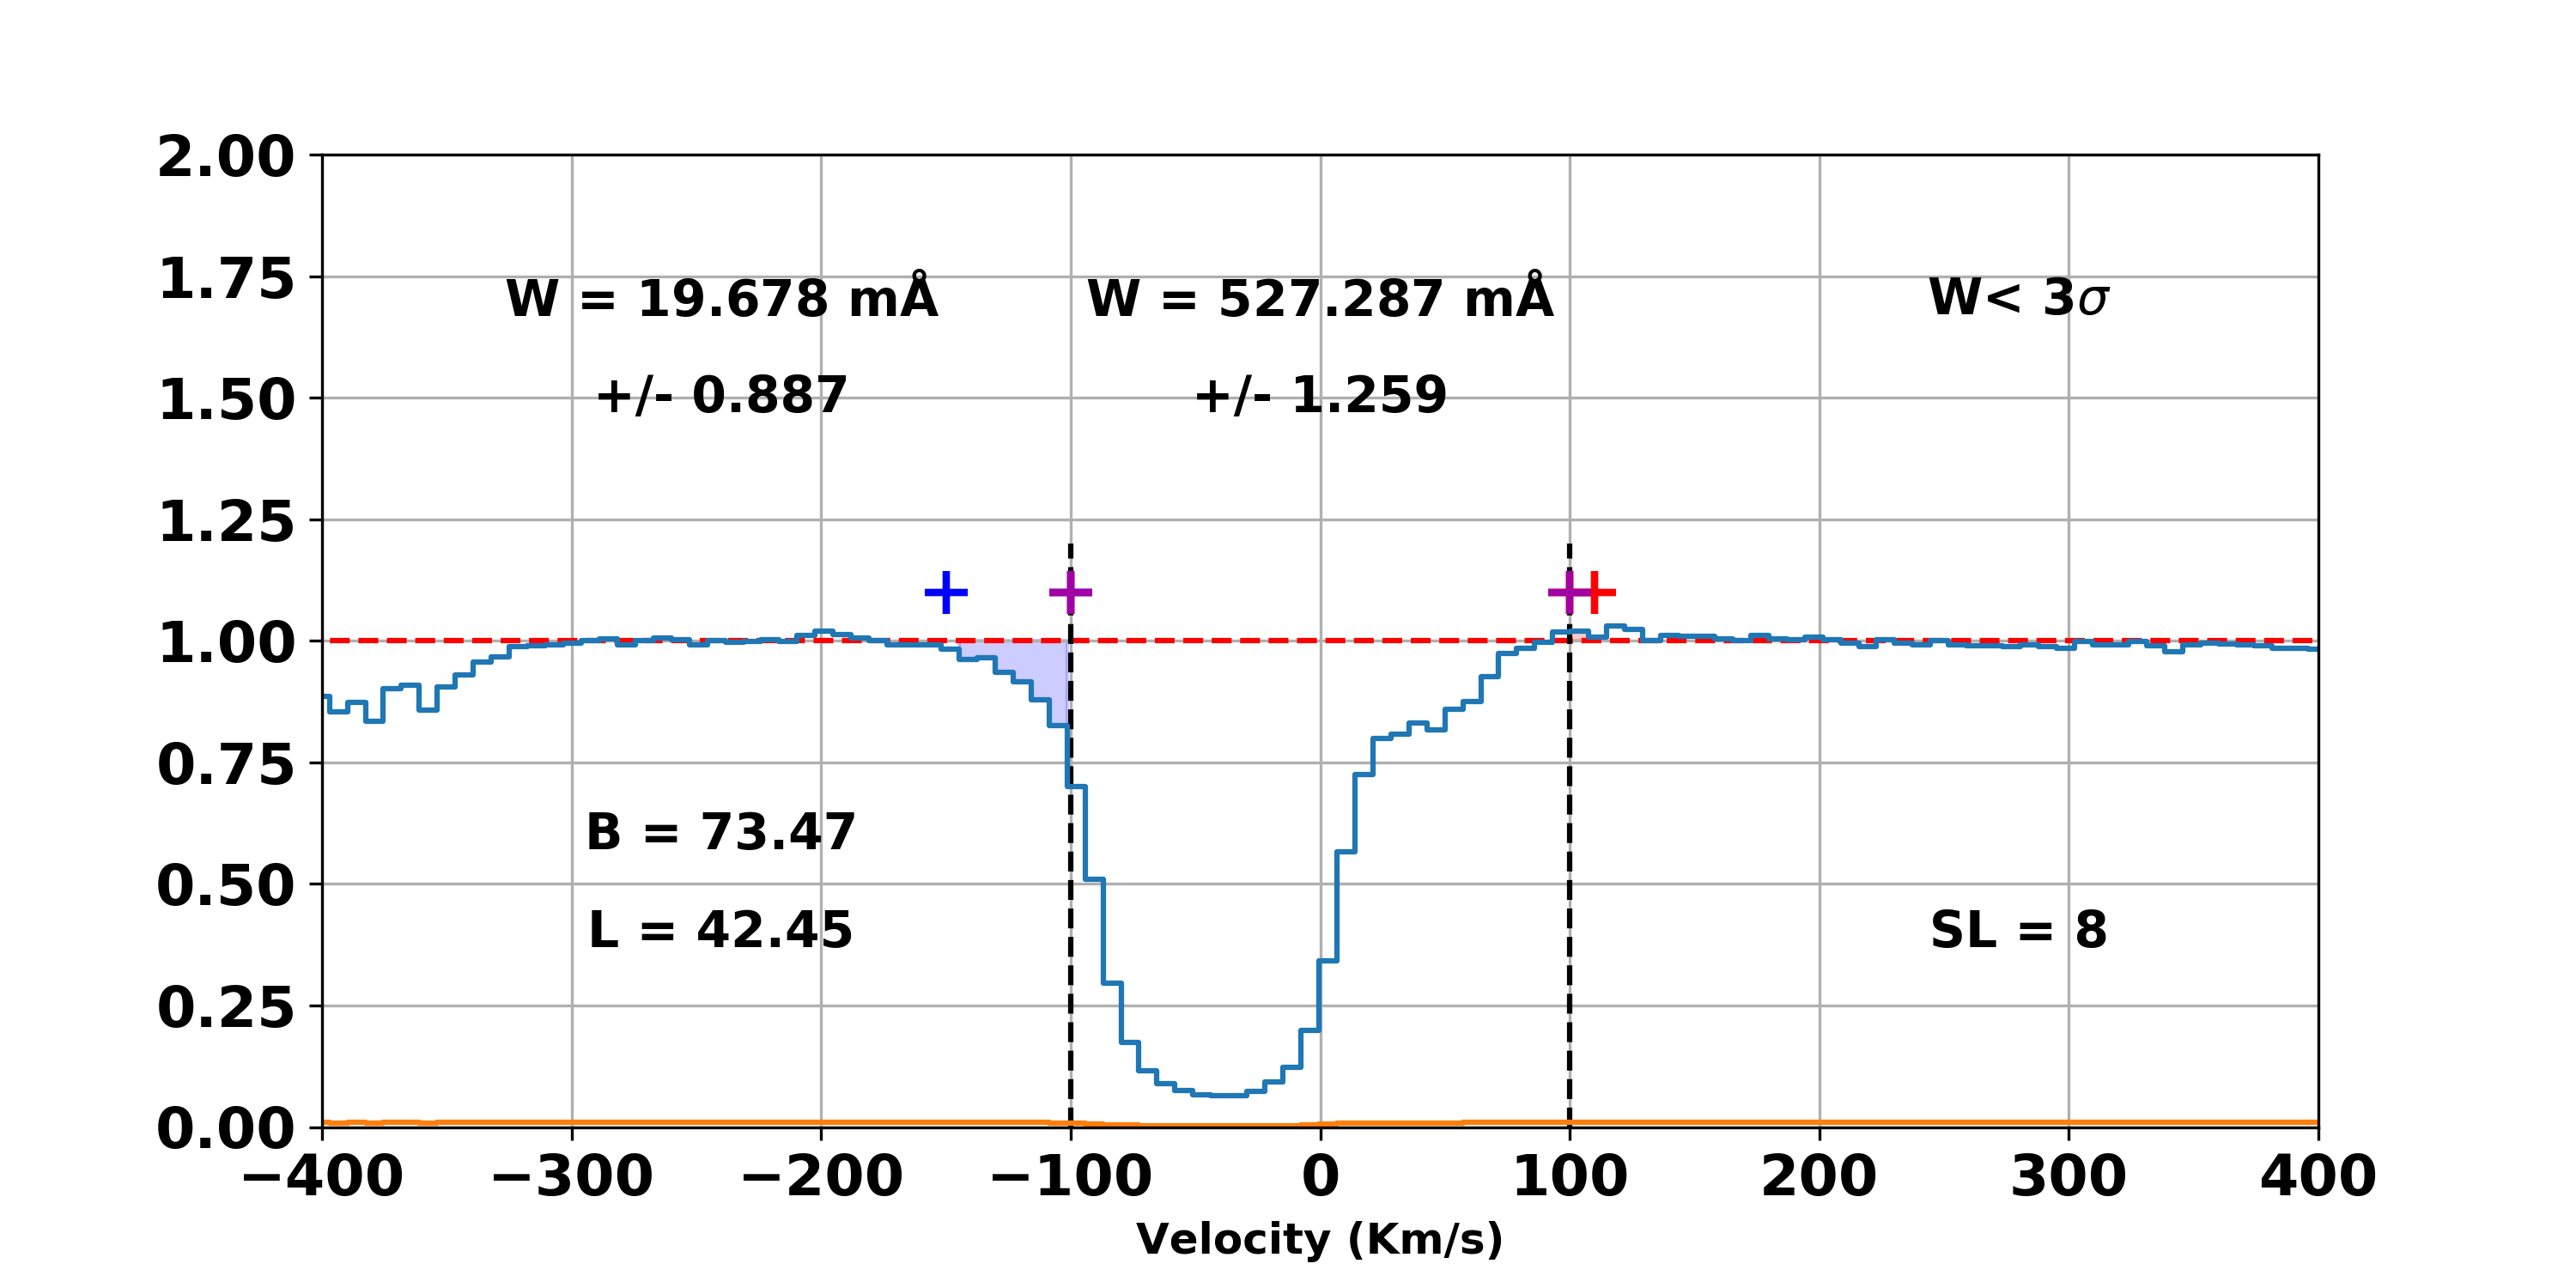 2.00
1.75
W = 19.678 mÅ W = 527.287 mÅ W< 3σ
1.50
+/- 0.887 +/- 1.259
1.25
1.00
0.75
B = 73.47
0.50
L = 42.45 SL = 8
0.25
0.00
−400 −300 −200 −100 0 100 200 300 400
Velocity (Km/s)